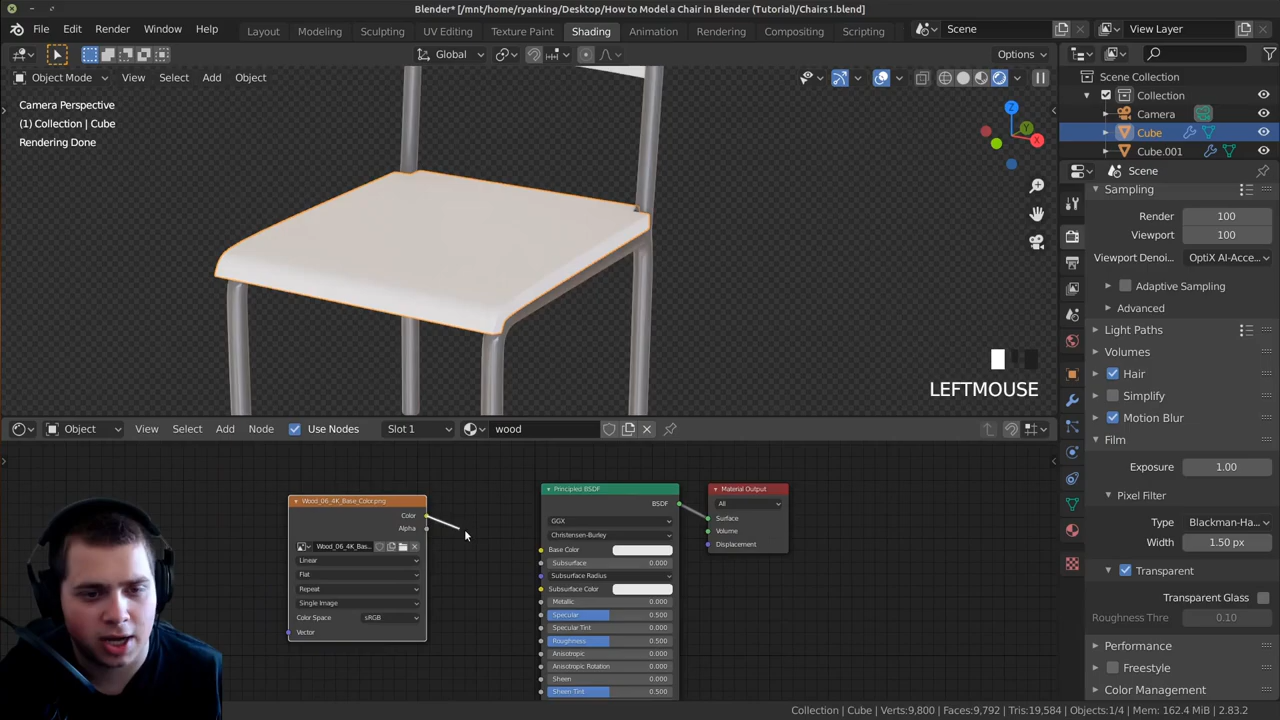 Blender* [/mnt/home/ryanking/Desktop/How to Model a Chair in Blender (Tutorial)/Chairs1.blend]
File Edit Render Window Help Layout Modeling Sculpting UV Editing Texture Paint Shading Animation Rendering Compositing Scripting Scene View Layer
Global Options
Object Mode View Select Add Object
Scene Collection
Collection
Camera
Cube
Cube.001
Camera Perspective
(1) Collection | Cube
Rendering Done
Z
Y
X
Scene
Sampling
Render 100
Viewport 100
Viewport Denoi... OptiX AI-Acce...
Adaptive Sampling
Advanced
Light Paths
Volumes
Hair
Simplify
Motion Blur
Film
Exposure 1.00
Pixel Filter
Type Blackman-Ha...
Width 1.50 px
Transparent
Transparent Glass
Roughness Thre 0.10
Performance
Freestyle
Color Management
LEFTMOUSE
Object View Select Add Node Use Nodes Slot 1 wood
Wood_06_4K_Base_Color.png
Color
Alpha
Wood_06_4K_Bas...
Linear
Flat
Repeat
Single Image
Color Space sRGB
Vector
Principled BSDF
BSDF
GGX
Christensen-Burley
Base Color
Subsurface 0.000
Subsurface Radius
Subsurface Color
Metallic 0.000
Specular 0.500
Specular Tint 0.000
Roughness 0.500
Anisotropic 0.000
Anisotropic Rotation 0.000
Sheen 0.000
Sheen Tint 0.500
Material Output
All
Surface
Volume
Displacement
Collection | Cube | Verts:9,800 | Faces:9,792 | Tris:19,584 | Objects:1/4 | Mem: 162.4 MiB | 2.83.2